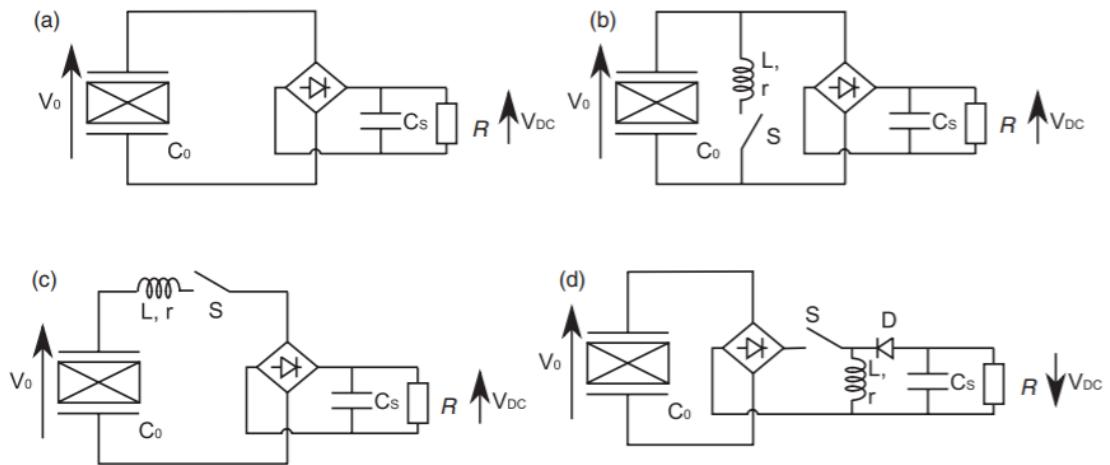 (a)
V₀
C₀
Cs
R
VDC
(b)
V₀
C₀
L,
r
S
Cs
R
VDC
(c)
V₀
C₀
L, r
S
Cs
R
VDC
(d)
V₀
C₀
S
D
L,
r
Cs
R
VDC